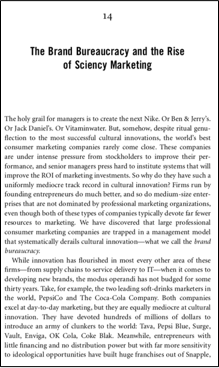 14
The Brand Bureaucracy and the Rise
of Sciency Marketing
The holy grail for managers is to create the next Nike. Or Ben & Jerry's.
Or Jack Daniel's. Or Vitaminwater. But, somehow, despite ritual genu-
flection to the most successful cultural innovations, the world's best
consumer marketing companies rarely come close. These companies
are under intense pressure from stockholders to improve their per-
formance, and senior managers press hard to institute systems that will
improve the ROI of marketing investments. So why do they have such a
uniformly mediocre track record in cultural innovation? Firms run by
founding entrepreneurs do much better, and so do medium-size enter-
prises that are not dominated by professional marketing organizations,
even though both of these types of companies typically devote far fewer
resources to marketing. We have discovered that large professional
consumer marketing companies are trapped in a management model
that systematically derails cultural innovation—what we call the brand
bureaucracy.
While innovation has flourished in most every other area of these
firms—from supply chains to service delivery to IT—when it comes to
developing new brands, the modus operandi has not budged for some
thirty years. Take, for example, the two leading soft-drinks marketers in
the world, PepsiCo and The Coca-Cola Company. Both companies
excel at day-to-day marketing, but they are equally mediocre at cultural
innovation. They have devoted hundreds of millions of dollars to
introduce an army of clunkers to the world: Tava, Pepsi Blue, Surge,
Vault, Enviga, OK Cola, Coke Blak. Meanwhile, entrepreneurs with
little financing and no distribution power but with far more sensitivity
to ideological opportunities have built huge franchises out of Snapple,